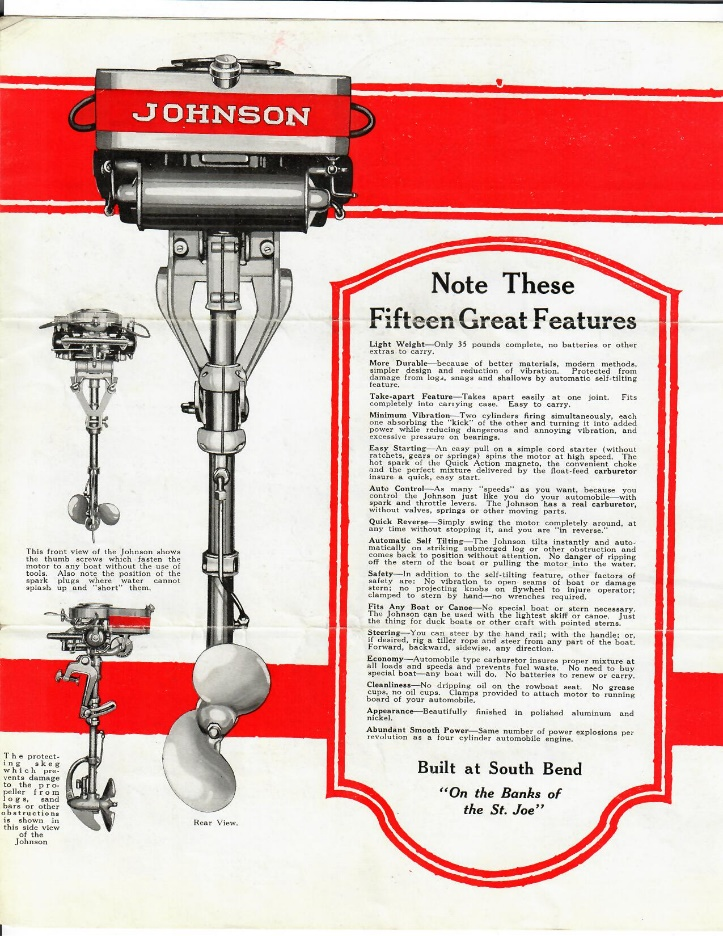 JOHNSON
Note These
Fifteen Great Features
Light Weight—Only 35 pounds complete, no batteries or other
extras to carry.
More Durable—because of better materials, modern methods,
simpler design and reduction of vibration. Protected from
damage from logs, snags and shallows by automatic self-tilting
feature.
Take-apart Feature—Takes apart easily at one joint. Fits
completely into carrying case. Easy to carry.
Minimum Vibration—Two cylinders firing simultaneously, each
one absorbing the "kick" of the other and turning it into added
power while reducing dangerous and annoying vibration, and
excessive pressure on bearings.
Easy Starting—An easy pull on a simple cord starter (without
ratchets, gears or springs) spins the motor at high speed. The
hot spark of the Quick Action magneto, the convenient choke
and the perfect mixture delivered by the float-feed carburetor
insure a quick, easy start.
Auto Control—As many "speeds" as you want, because you
control the Johnson just like you do your automobile—with
spark and throttle levers. The Johnson has a real carburetor,
without valves, springs or other moving parts.
Quick Reverse—Simply swing the motor completely around, at
any time without stopping it, and you are "in reverse."
Automatic Self Tilting—The Johnson tilts instantly and auto-
matically on striking submerged log or other obstruction and
comes back to position without attention. No danger of ripping
off the stern of the boat or pulling the motor into the water.
Safety—In addition to the self-tilting feature, other factors of
safety are: No vibration to open seams of boat or damage
stern; no projecting knobs on flywheel to injure operator;
clamped to stern by hand—no wrenches required.
Fits Any Boat or Canoe—No special boat or stern necessary.
The Johnson can be used with the lightest skiff or canoe. Just
the thing for duck boats or other craft with pointed sterns.
Steering—You can steer by the hand rail; with the handle; or,
if desired, rig a tiller rope and steer from any part of the boat.
Forward, backward, sidewise, any direction.
Economy—Automobile type carburetor insures proper mixture at
all loads and speeds and prevents fuel waste. No need to buy
special boat—any boat will do. No batteries to renew or carry.
Cleanliness—No dripping oil on the rowboat seat. No grease
cups, no oil cups. Clamps provided to attach motor to running
board of your automobile.
Appearance—Beautifully finished in polished aluminum and
nickel.
Abundant Smooth Power—Same number of power explosions per
revolution as a four cylinder automobile engine.
Built at South Bend
"On the Banks of
the St. Joe"
This front view of the Johnson shows
the thumb screws which fasten the
motor to any boat without the use of
tools. Also note the position of the
spark plugs where water cannot
splash up and "short" them.
The protect-
ing skeg
which pre-
vents damage
to the pro-
peller from
logs, sand
bars or other
obstructions
is shown in
this side view
of the
Johnson
Rear View.